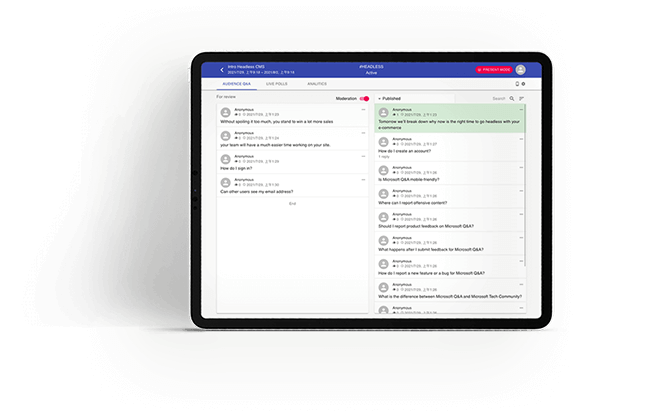 Intro Headless CMS
#HEADLESS
Active
PRESENT MODE
AUDIENCE Q&A
LIVE POLLS
ANALYTICS
For review
Moderation
Published
Search
Anonymous
Without spoiling it too much, you stand to win a lot more sales
Anonymous
your team will have a much easier time working on your site.
Anonymous
How do I sign in?
Anonymous
Can other users see my email address?
End
Anonymous
Tomorrow we'll break down why now is the right time to go headless with your
e-commerce
Anonymous
How do I create an account?
1 reply
Anonymous
Is Microsoft Q&A mobile-friendly?
Anonymous
Where can I report offensive content?
Anonymous
Should I report product feedback on Microsoft Q&A?
Anonymous
What happens after I submit feedback for Microsoft Q&A?
Anonymous
How do I report a new feature or a bug for Microsoft Q&A?
Anonymous
What is the difference between Microsoft Q&A and Microsoft Tech Community?
Anonymous